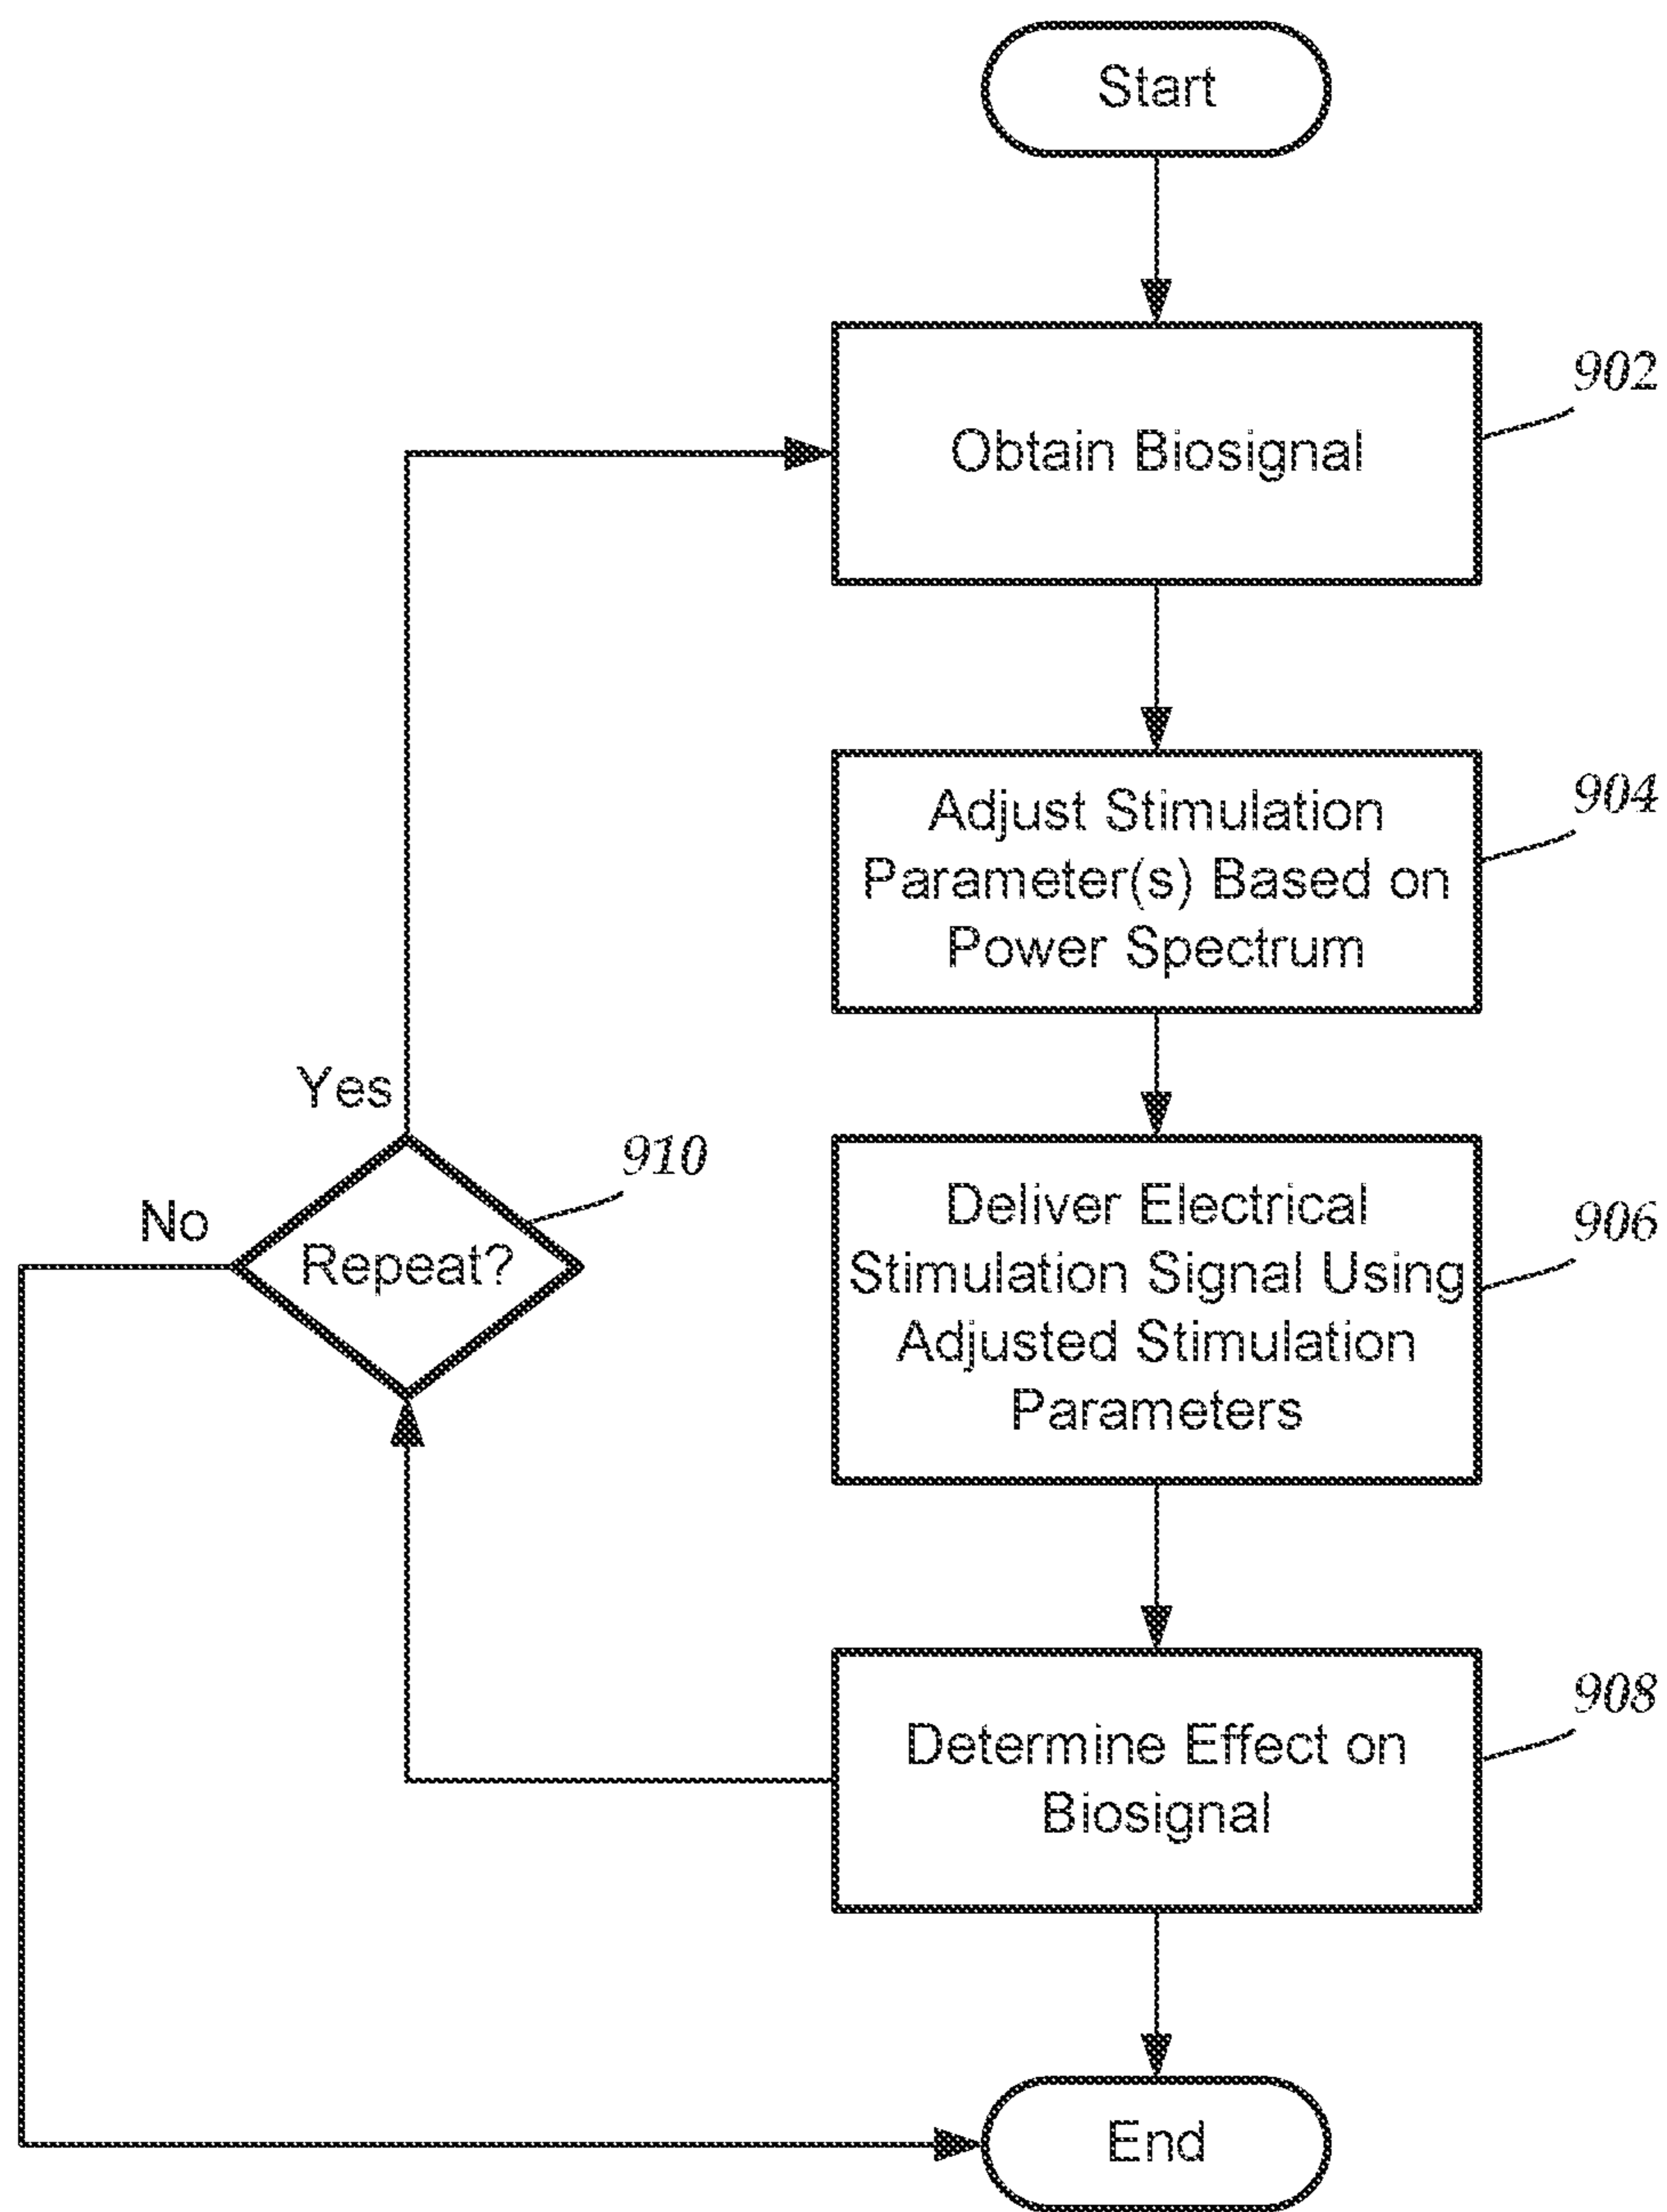 Start
902
Obtain Biosignal
904
Adjust Stimulation
Parameter(s) Based on
Power Spectrum
Yes
910
No
Repeat?
906
Deliver Electrical
Stimulation Signal Using
Adjusted Stimulation
Parameters
908
Determine Effect on
Biosignal
End